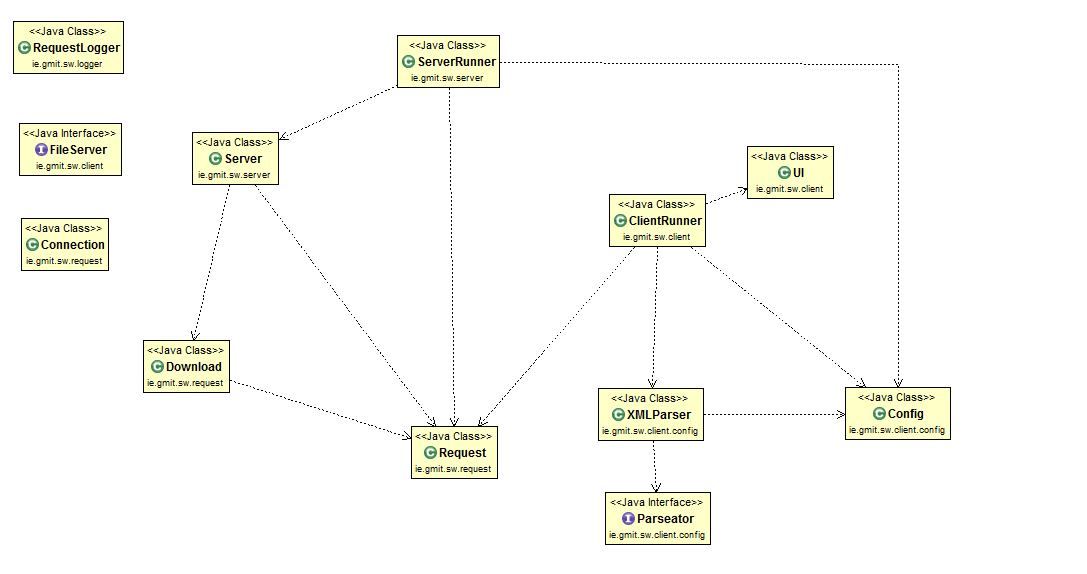 <<Java Class>>
RequestLogger
ie.gmit.sw.logger
<<Java Class>>
ServerRunner
ie.gmit.sw.server
<<Java Interface>>
FileServer
ie.gmit.sw.client
<<Java Class>>
Server
ie.gmit.sw.server
<<Java Class>>
UI
ie.gmit.sw.client
<<Java Class>>
ClientRunner
ie.gmit.sw.client
<<Java Class>>
Connection
ie.gmit.sw.request
<<Java Class>>
Download
ie.gmit.sw.request
<<Java Class>>
XMLParser
ie.gmit.sw.client.config
<<Java Class>>
Config
ie.gmit.sw.client.config
<<Java Class>>
Request
ie.gmit.sw.request
<<Java Interface>>
Parseator
ie.gmit.sw.client.config